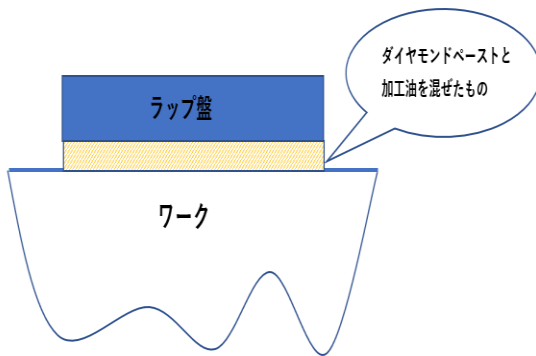 ダイヤモンドペーストと
加工油を混ぜたもの
ラップ盤
ワーク